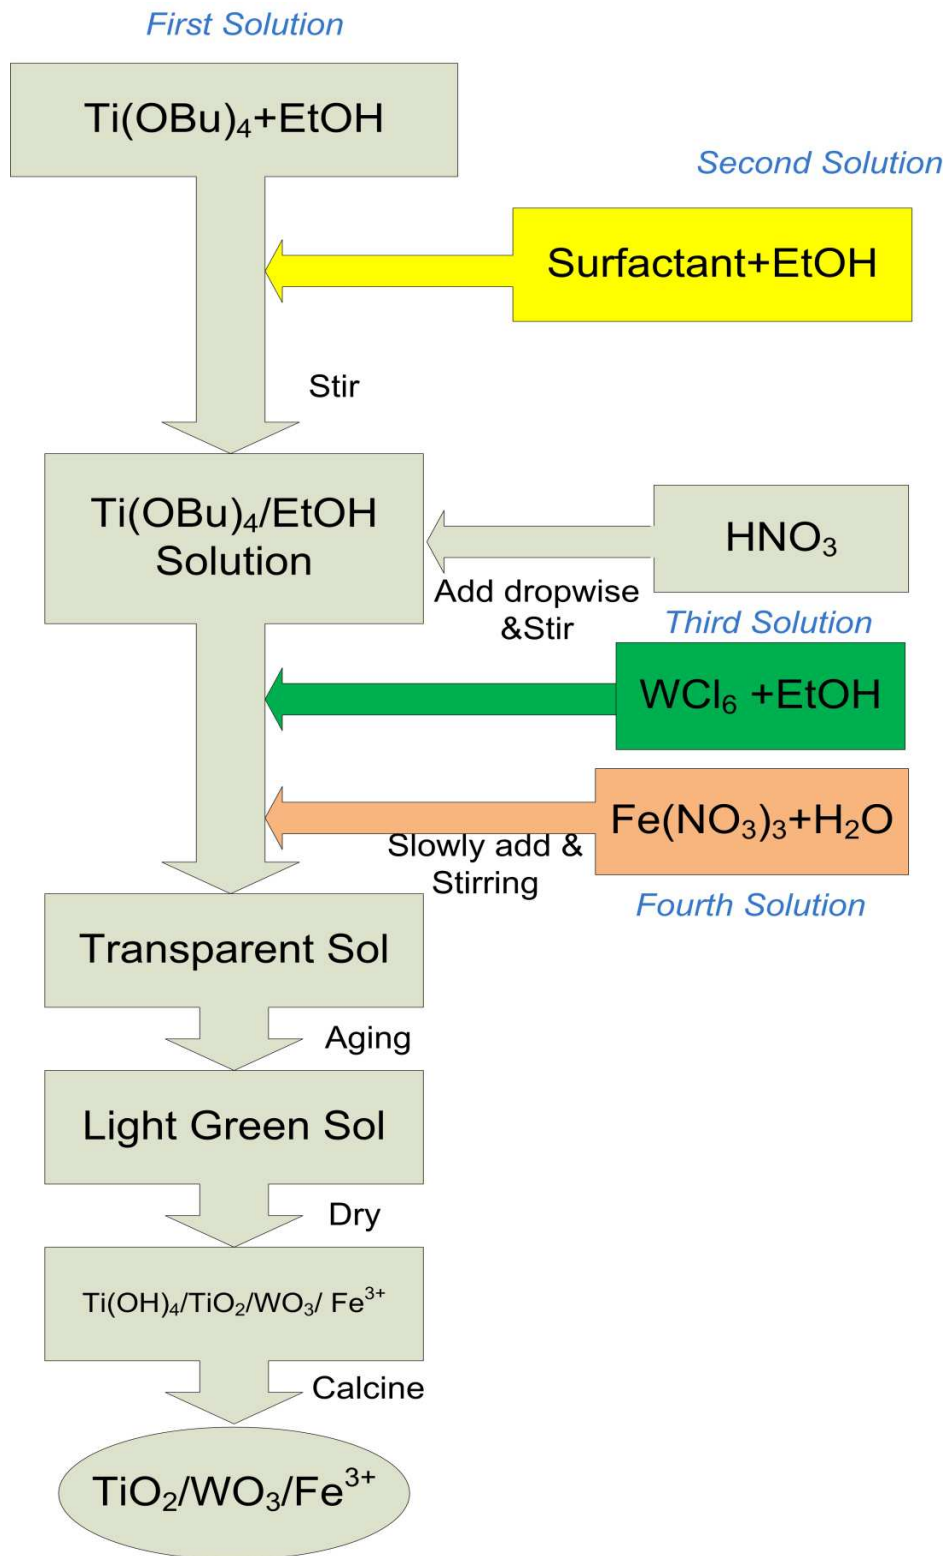 First Solution
Ti(OBu)₄+EtOH
Second Solution
Surfactant+EtOH
Stir
Ti(OBu)₄/EtOH
Solution
HNO₃
Add dropwise
&Stir
Third Solution
WCl₆ +EtOH
Fe(NO₃)₃+H₂O
Slowly add &
Stirring
Fourth Solution
Transparent Sol
Aging
Light Green Sol
Dry
Ti(OH)₄/TiO₂/WO₃/ Fe³⁺
Calcine
TiO₂/WO₃/Fe³⁺